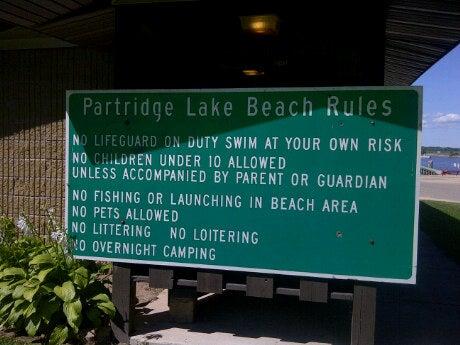 Partridge Lake Beach Rules
NO LIFEGUARD ON DUTY SWIM AT YOUR OWN RISK
NO CHILDREN UNDER 10 ALLOWED
UNLESS ACCOMPANIED BY PARENT OR GUARDIAN
NO FISHING OR LAUNCHING IN BEACH AREA
NO PETS ALLOWED
NO LITTERING NO LOITERING
NO OVERNIGHT CAMPING